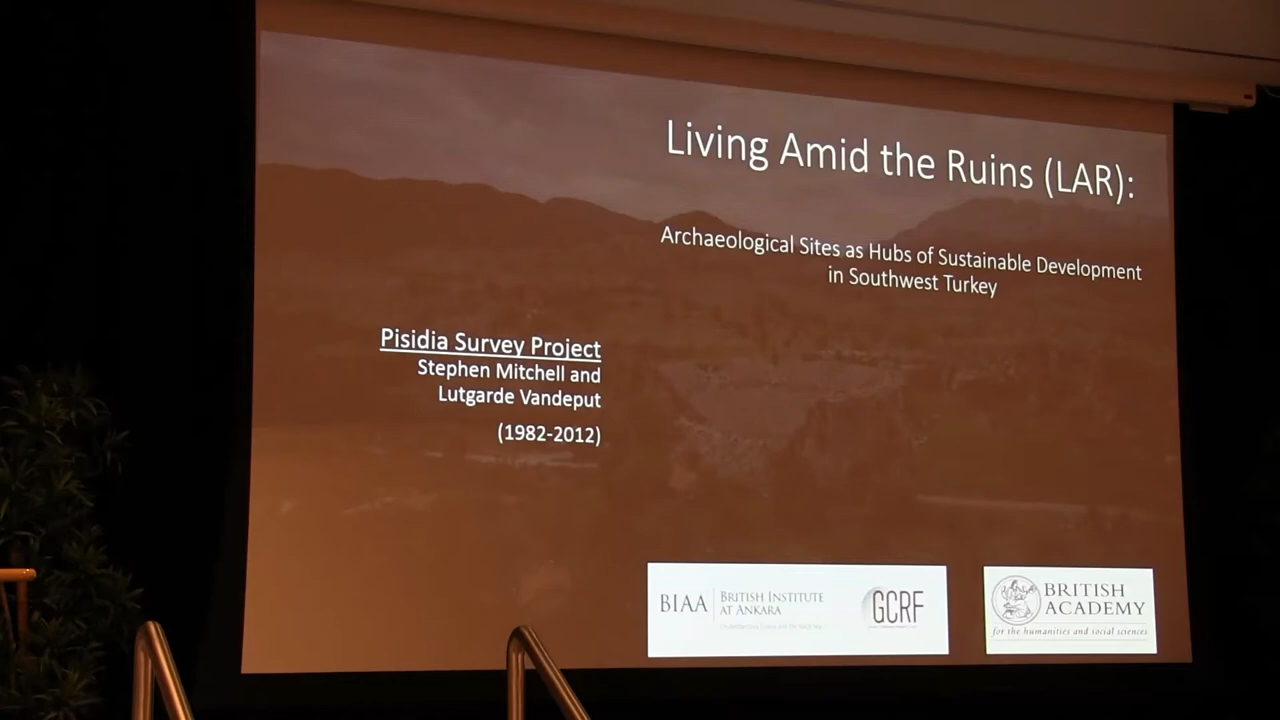 Living Amid the Ruins (LAR):
Archaeological Sites as Hubs of Sustainable Development
in Southwest Turkey
Pisidia Survey Project
Stephen Mitchell and
Lutgarde Vandeput
(1982-2012)
BIAA
BRITISH INSTITUTE
AT ANKARA
GCRF
BRITISH
ACADEMY
for the humanities and social sciences